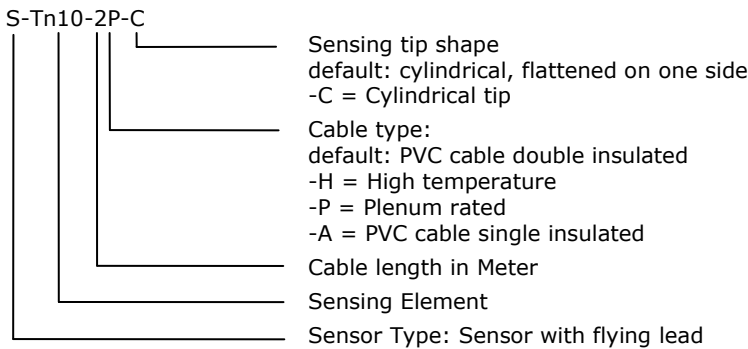 S-Tn10-2P-C
Sensing tip shape
default: cylindrical, flattened on one side
-C = Cylindrical tip
Cable type:
default: PVC cable double insulated
-H = High temperature
-P = Plenum rated
-A = PVC cable single insulated
Cable length in Meter
Sensing Element
Sensor Type: Sensor with flying lead